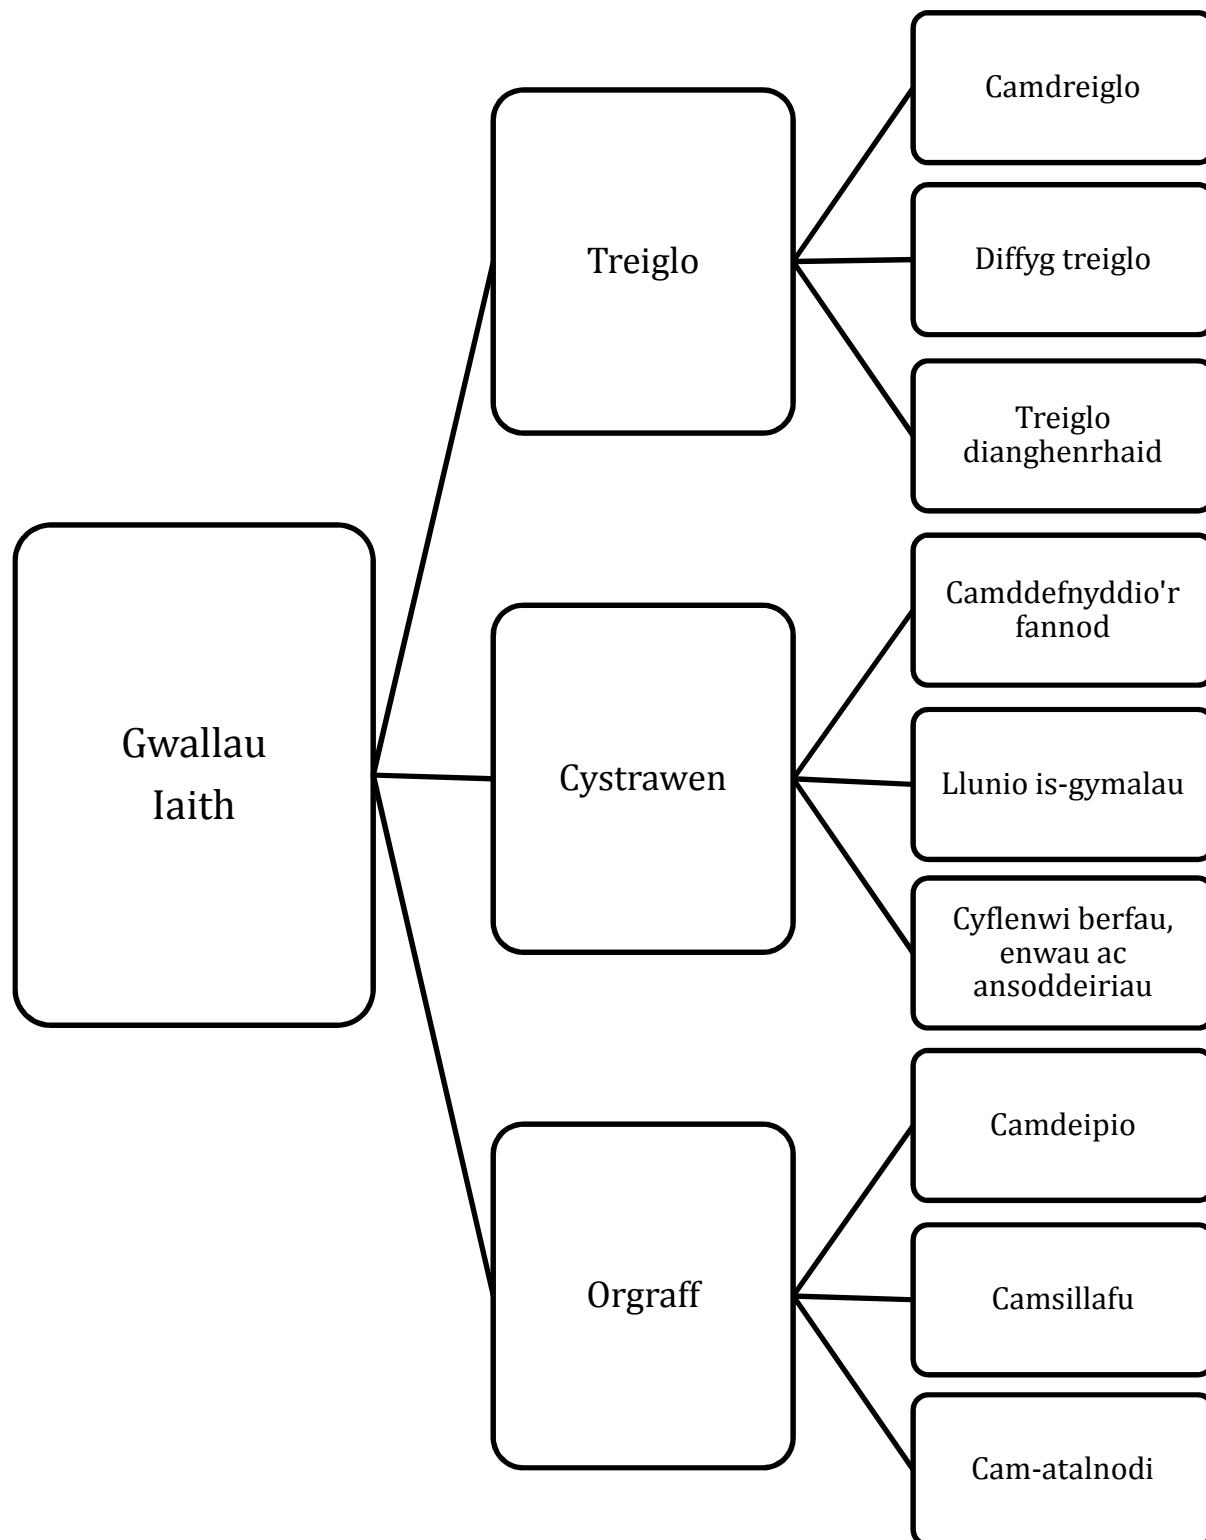 Gwallau
Iaith
Treiglo
Camdreiglo
Diffyg treiglo
Treiglo
dianghenrhaid
Cystrawen
Camddefnyddio'r
fannod
Llunio is-gymalau
Cyflenwi berfau,
enwau ac
ansoddeiriau
Orgraff
Camdeipio
Camsillafu
Cam-atalnodi